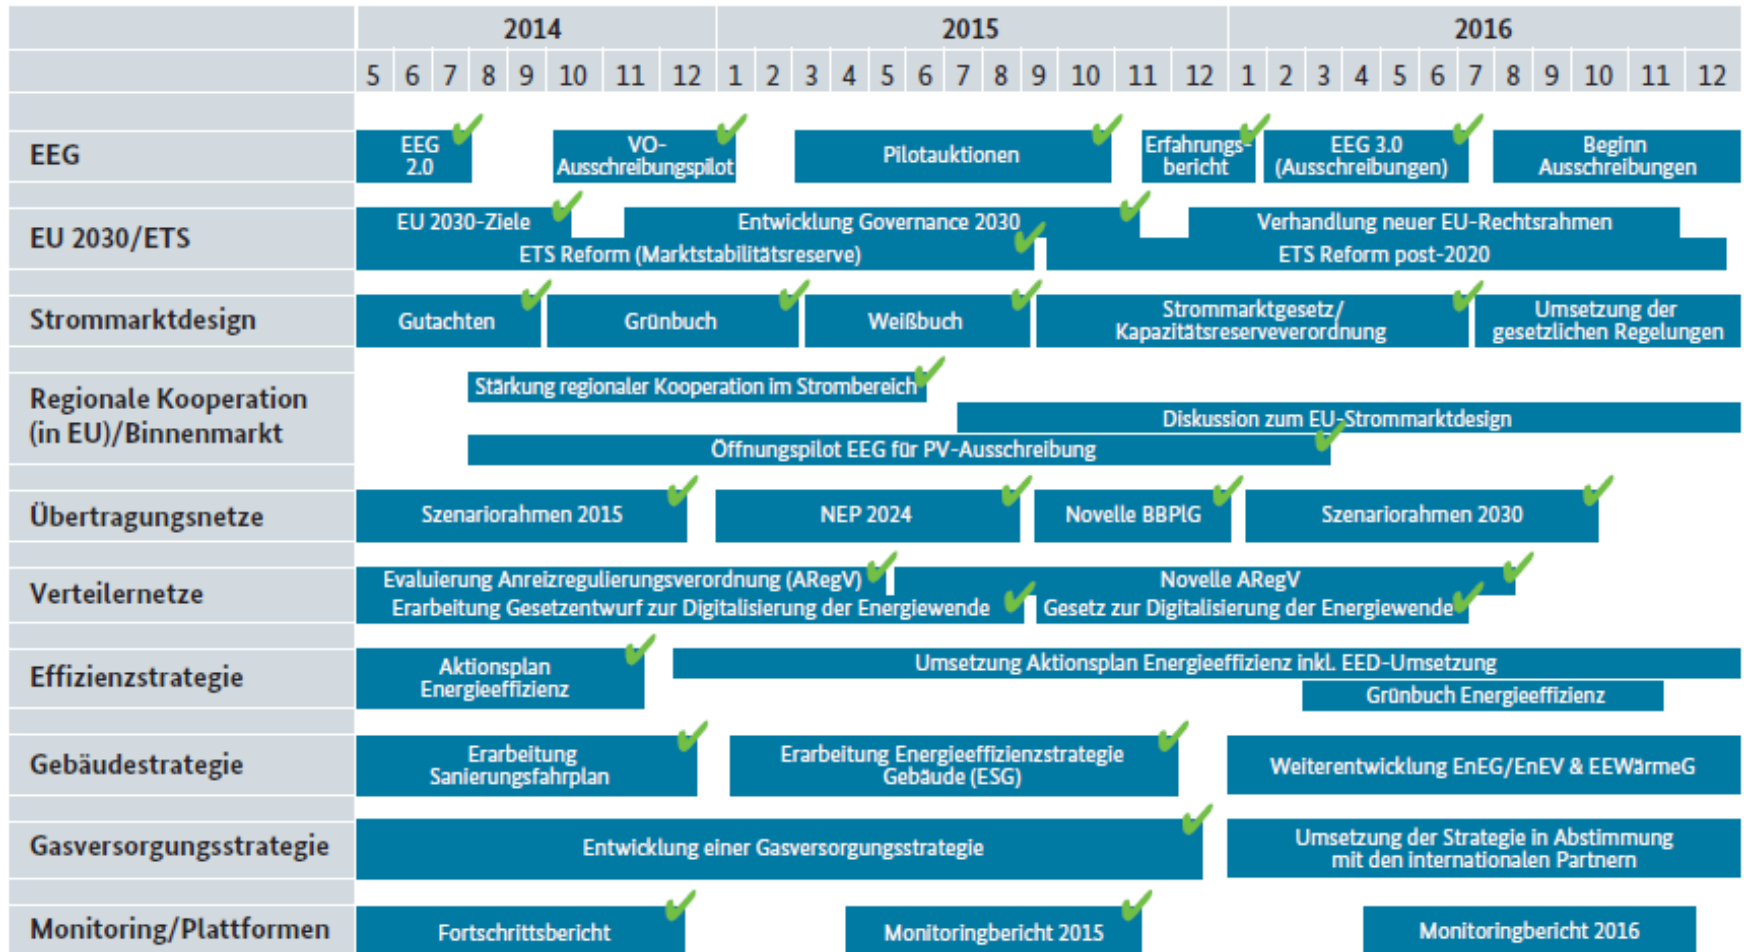 2014 2015 2016
5 6 7 8 9 10 11 12 1 2 3 4 5 6 7 8 9 10 11 12 1 2 3 4 5 6 7 8 9 10 11 12
EEG
EEG
2.0
VO-
Ausschreibungspilot
Pilotauktionen
Erfahrungs-
bericht
EEG 3.0
(Ausschreibungen)
Beginn
Ausschreibungen
EU 2030/ETS
EU 2030-Ziele
Entwicklung Governance 2030
Verhandlung neuer EU-Rechtsrahmen
ETS Reform (Marktstabilitätsreserve)
ETS Reform post-2020
Strommarktdesign
Gutachten
Grünbuch
Weißbuch
Strommarktgesetz/
Kapazitätsreserveverordnung
Umsetzung der
gesetzlichen Regelungen
Regionale Kooperation
(in EU)/Binnenmarkt
Stärkung regionaler Kooperation im Strombereich
Diskussion zum EU-Strommarktdesign
Öffnungspilot EEG für PV-Ausschreibung
Übertragungsnetze
Szenariorahmen 2015
NEP 2024
Novelle BBPlG
Szenariorahmen 2030
Verteilernetze
Evaluierung Anreizregulierungsverordnung (ARegV)
Novelle ARegV
Erarbeitung Gesetzentwurf zur Digitalisierung der Energiewende
Gesetz zur Digitalisierung der Energiewende
Effizienzstrategie
Aktionsplan
Energieeffizienz
Umsetzung Aktionsplan Energieeffizienz inkl. EED-Umsetzung
Grünbuch Energieeffizienz
Gebäudestrategie
Erarbeitung
Sanierungsfahrplan
Erarbeitung Energieeffizienzstrategie
Gebäude (ESG)
Weiterentwicklung EnEG/EnEV & EEWärmeG
Gasversorgungsstrategie
Entwicklung einer Gasversorgungsstrategie
Umsetzung der Strategie in Abstimmung
mit den internationalen Partnern
Monitoring/Plattformen
Fortschrittsbericht
Monitoringbericht 2015
Monitoringbericht 2016